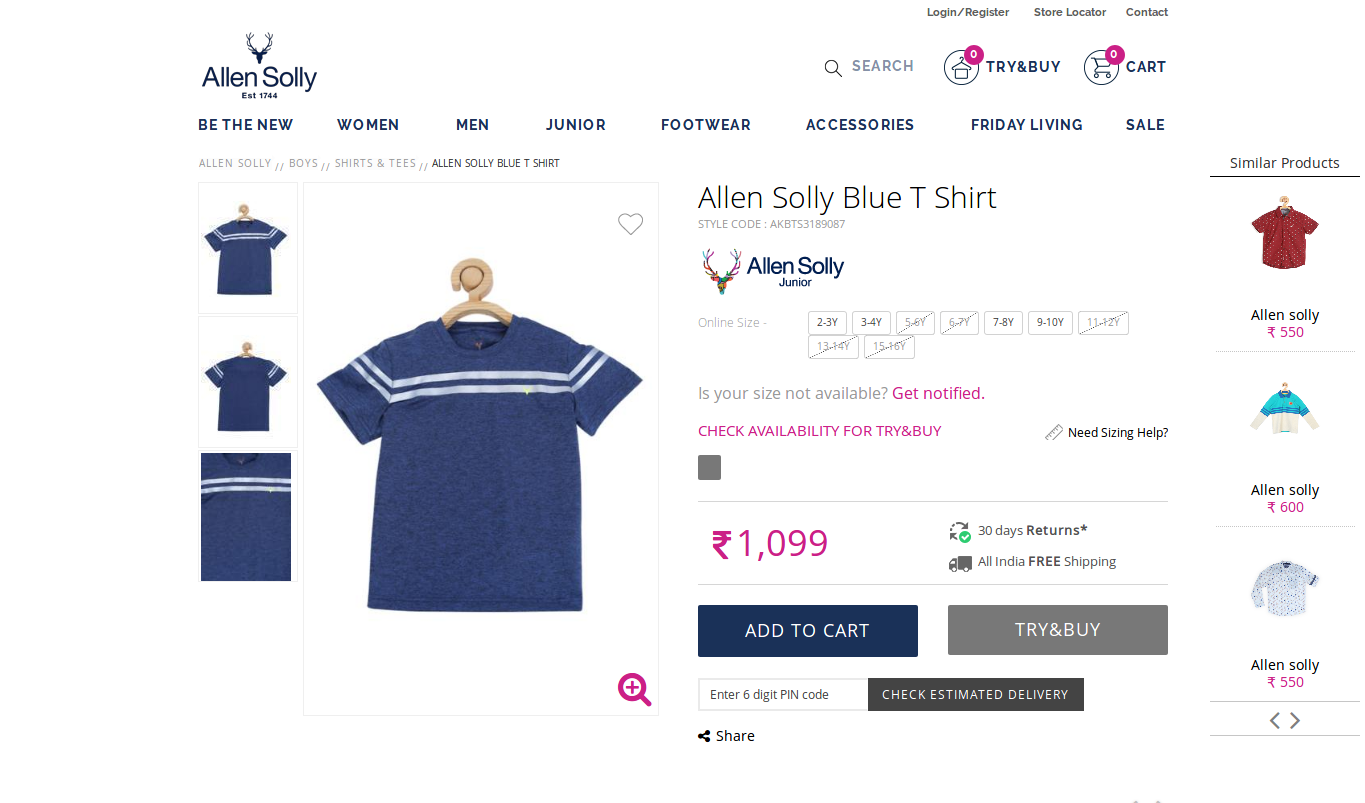 Login/Register Store Locator Contact
Allen Solly
Est 1744
SEARCH 0 TRY&BUY 0 CART
BE THE NEW WOMEN MEN JUNIOR FOOTWEAR ACCESSORIES FRIDAY LIVING SALE
ALLEN SOLLY // BOYS // SHIRTS & TEES // ALLEN SOLLY BLUE T SHIRT
Allen Solly Blue T Shirt
STYLE CODE : AKBTS3189087
Allen Solly
Junior
Online Size - 2-3Y 3-4Y 5-6Y 6-7Y 7-8Y 9-10Y 11-12Y
13-14Y 15-16Y
Is your size not available? Get notified.
CHECK AVAILABILITY FOR TRY&BUY Need Sizing Help?
₹ 1,099
30 days Returns*
All India FREE Shipping
ADD TO CART TRY&BUY
Enter 6 digit PIN code CHECK ESTIMATED DELIVERY
Share
Similar Products
Allen solly
₹ 550
Allen solly
₹ 600
Allen solly
₹ 550